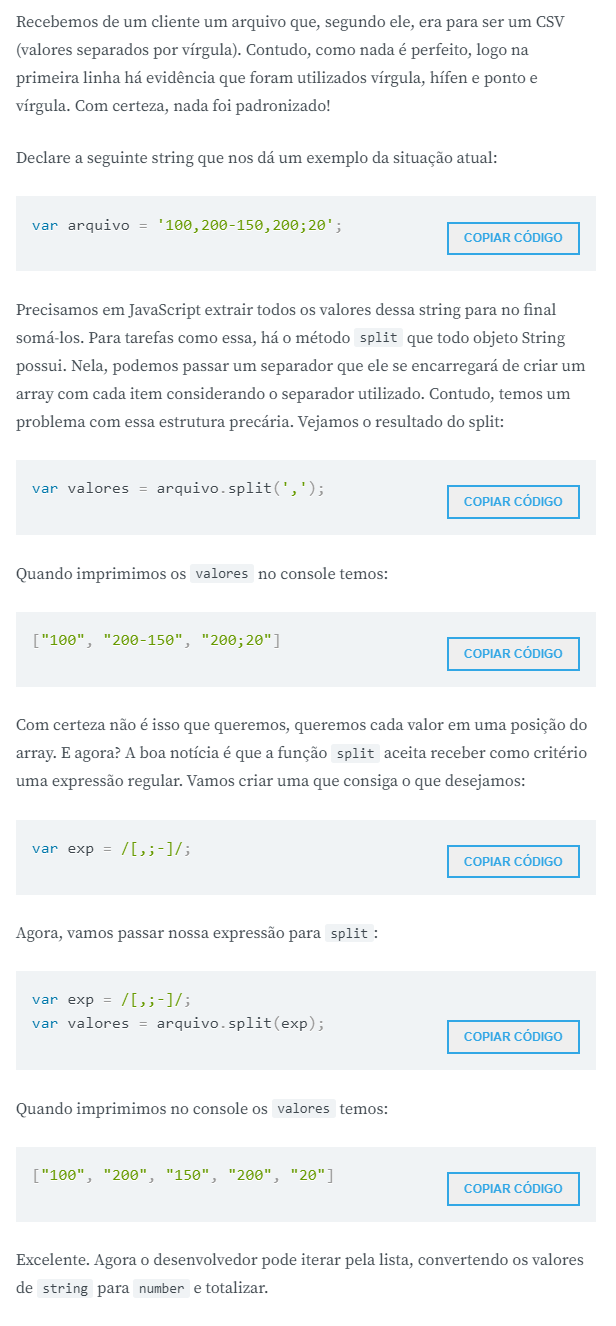 Recebemos de um cliente um arquivo que, segundo ele, era para ser um CSV
(valores separados por vírgula). Contudo, como nada é perfeito, logo na
primeira linha há evidência que foram utilizados vírgula, hífen e ponto e
vírgula. Com certeza, nada foi padronizado!
Declare a seguinte string que nos dá um exemplo da situação atual:
var arquivo = '100,200-150,200;20';
COPIAR CÓDIGO
Precisamos em JavaScript extrair todos os valores dessa string para no final
somá-los. Para tarefas como essa, há o método split que todo objeto String
possui. Nela, podemos passar um separador que ele se encarregará de criar um
array com cada item considerando o separador utilizado. Contudo, temos um
problema com essa estrutura precária. Vejamos o resultado do split:
var valores = arquivo.split(',');
COPIAR CÓDIGO
Quando imprimimos os valores no console temos:
["100", "200-150", "200;20"]
COPIAR CÓDIGO
Com certeza não é isso que queremos, queremos cada valor em uma posição do
array. E agora? A boa notícia é que a função split aceita receber como critério
uma expressão regular. Vamos criar uma que consiga o que desejamos:
var exp = /[,;-]/;
COPIAR CÓDIGO
Agora, vamos passar nossa expressão para split:
var exp = /[,;-]/;
var valores = arquivo.split(exp);
COPIAR CÓDIGO
Quando imprimimos no console os valores temos:
["100", "200", "150", "200", "20"]
COPIAR CÓDIGO
Excelente. Agora o desenvolvedor pode iterar pela lista, convertendo os valores
de string para number e totalizar.